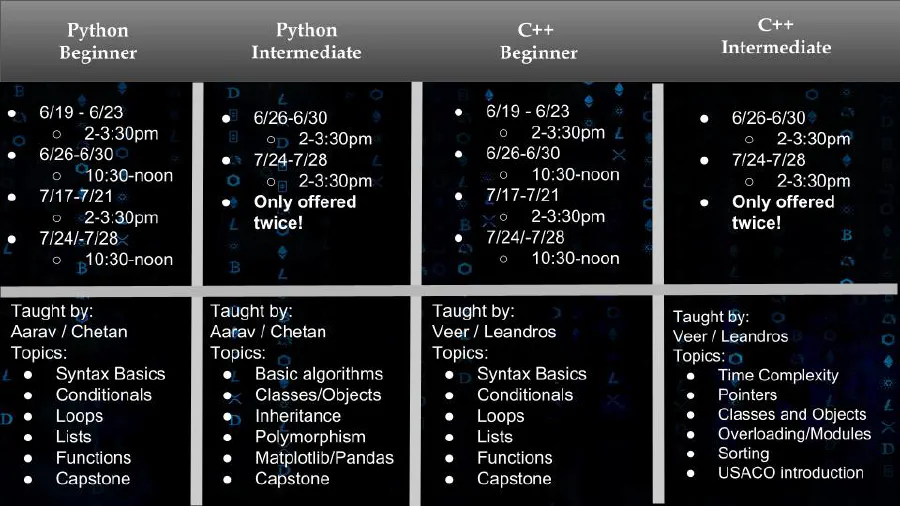 Python
Beginner
Python
Intermediate
C++
Beginner
C++
Intermediate
● 6/19 - 6/23
○ 2-3:30pm
● 6/26-6/30
○ 10:30-noon
● 7/17-7/21
○ 2-3:30pm
● 7/24/-7/28
○ 10:30-noon
● 6/26-6/30
○ 2-3:30pm
● 7/24-7/28
○ 2-3:30pm
● Only offered
twice!
● 6/19 - 6/23
○ 2-3:30pm
● 6/26-6/30
○ 10:30-noon
● 7/17-7/21
○ 2-3:30pm
● 7/24/-7/28
○ 10:30-noon
● 6/26-6/30
○ 2-3:30pm
● 7/24-7/28
○ 2-3:30pm
● Only offered
twice!
Taught by:
Aarav / Chetan
Topics:
● Syntax Basics
● Conditionals
● Loops
● Lists
● Functions
● Capstone
Taught by:
Aarav / Chetan
Topics:
● Basic algorithms
● Classes/Objects
● Inheritance
● Polymorphism
● Matplotlib/Pandas
● Capstone
Taught by:
Veer / Leandros
Topics:
● Syntax Basics
● Conditionals
● Loops
● Lists
● Functions
● Capstone
Taught by:
Veer / Leandros
Topics:
● Time Complexity
● Pointers
● Classes and Objects
● Overloading/Modules
● Sorting
● USACO introduction